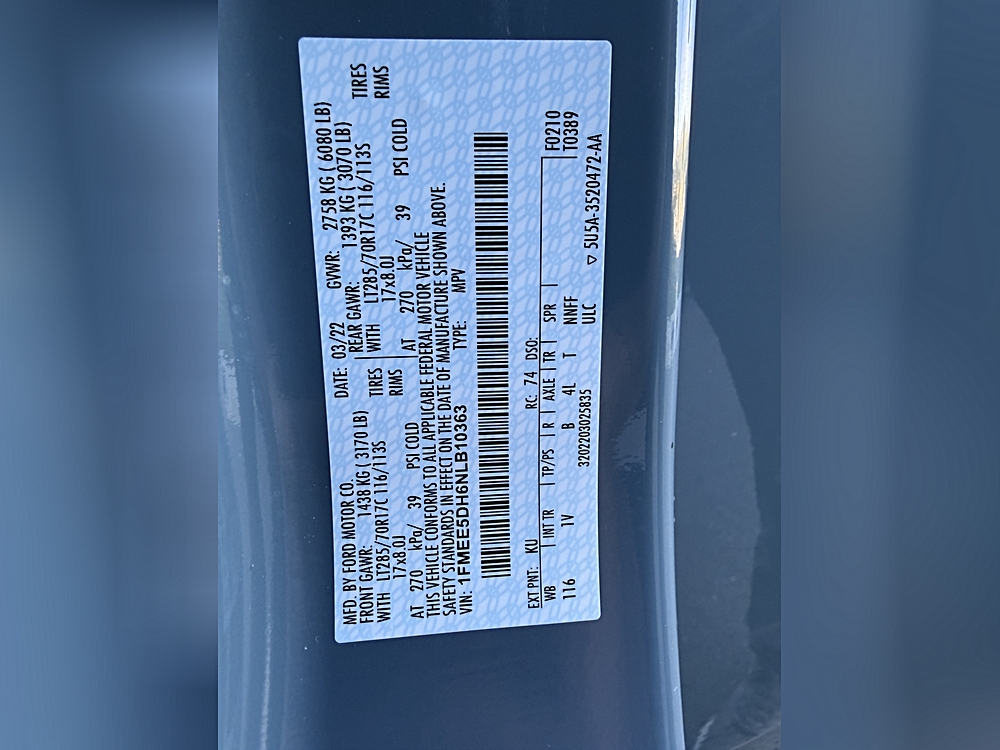 MFD. BY FORD MOTOR CO. DATE: 03/22 GVWR: 2758 KG ( 6080 LB)
FRONT GAWR: 1438 KG ( 3170 LB) REAR GAWR: 1393 KG ( 3070 LB)
WITH LT285/70R17C 116/113S TIRES WITH LT285/70R17C 116/113S TIRES
17x8.0J RIMS 17x8.0J RIMS
AT 270 kPa/ 39 PSI COLD AT 270 kPa/ 39 PSI COLD
THIS VEHICLE CONFORMS TO ALL APPLICABLE FEDERAL MOTOR VEHICLE
SAFETY STANDARDS IN EFFECT ON THE DATE OF MANUFACTURE SHOWN ABOVE.
VIN: 1FMEE5DH6NLB10363 TYPE: MPV
EXT PNT: KU RC: 74 DSO: F0210
WB INT TR TP/PS R AXLE TR SPR T0389
116 1V B 4L T NNFF
3202203025835 ULC
▽ 5U5A-3520472-AA